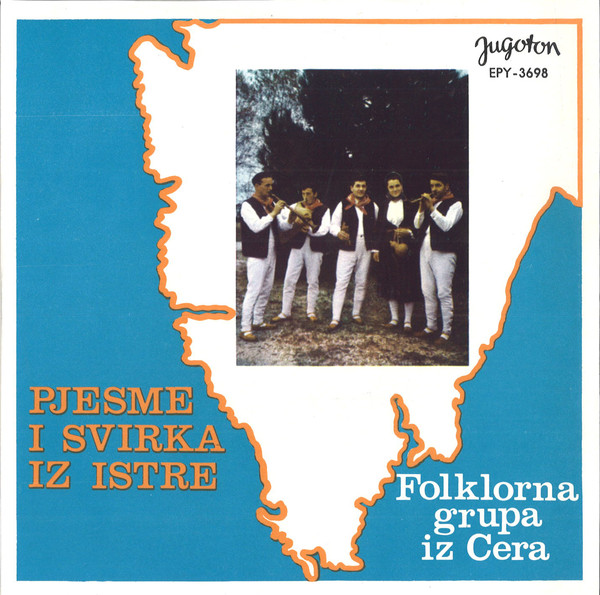 Jugoton
EPY-3698
PJESME
I SVIRKA
IZ ISTRE
Folklorna
grupa
iz Cera